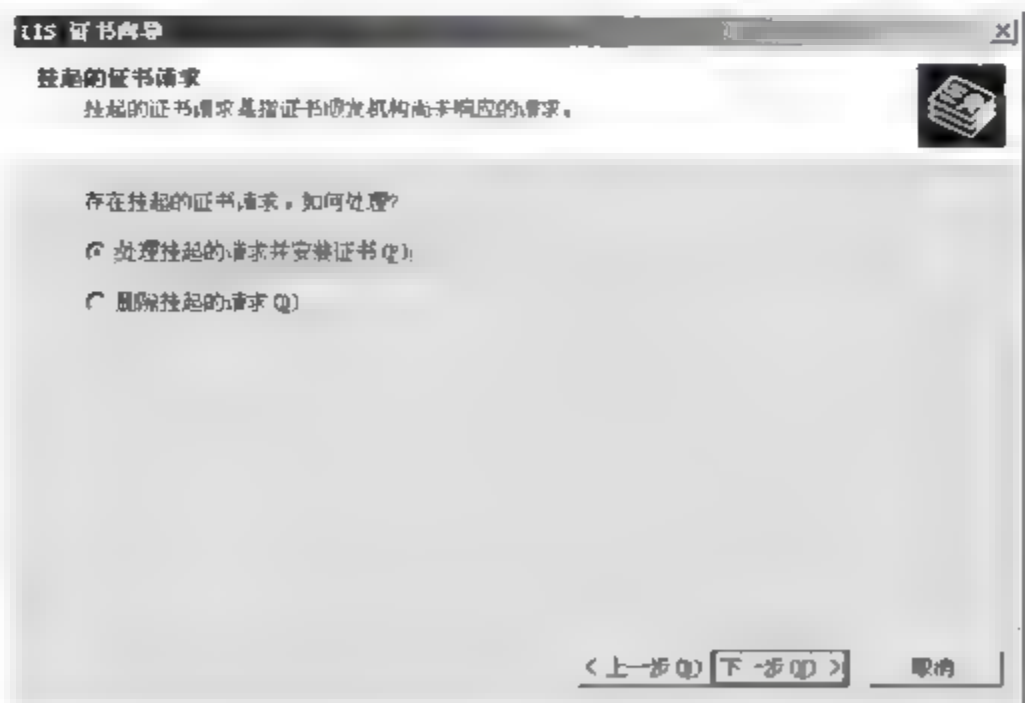 IIS 证书向导
挂起的证书请求
挂起的证书请求是指证书颁发机构尚未响应的请求。
存在挂起的证书请求，如何处理?
处理挂起的请求并安装证书(P)
删除挂起的请求(D)
< 上一步(B) 下一步(N) > 取消